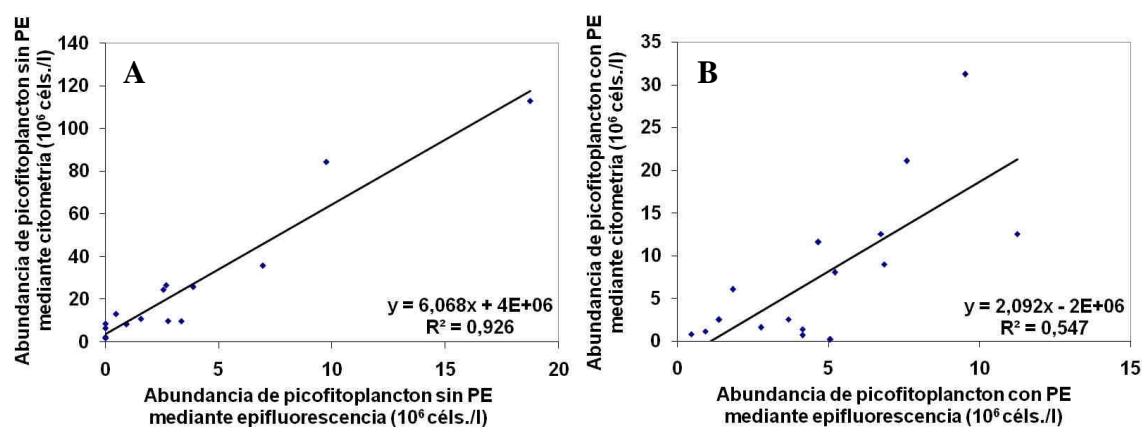 Abundancia de picofitoplancton sin PE
mediante citometría (10⁶ céls./l)
140
120
100
80
60
40
20
0
A
y = 6,068x + 4E+06
R² = 0,926
0 5 10 15 20
Abundancia de picofitoplancton sin PE
mediante epifluorescencia (10⁶ céls./l)
Abundancia de picofitoplancton con PE
mediante citometría (10⁶ céls./l)
35
30
25
20
15
10
5
0
B
y = 2,092x - 2E+06
R² = 0,547
0 5 10 15
Abundancia de picofitoplancton con PE
mediante epifluorescencia (10⁶ céls./l)